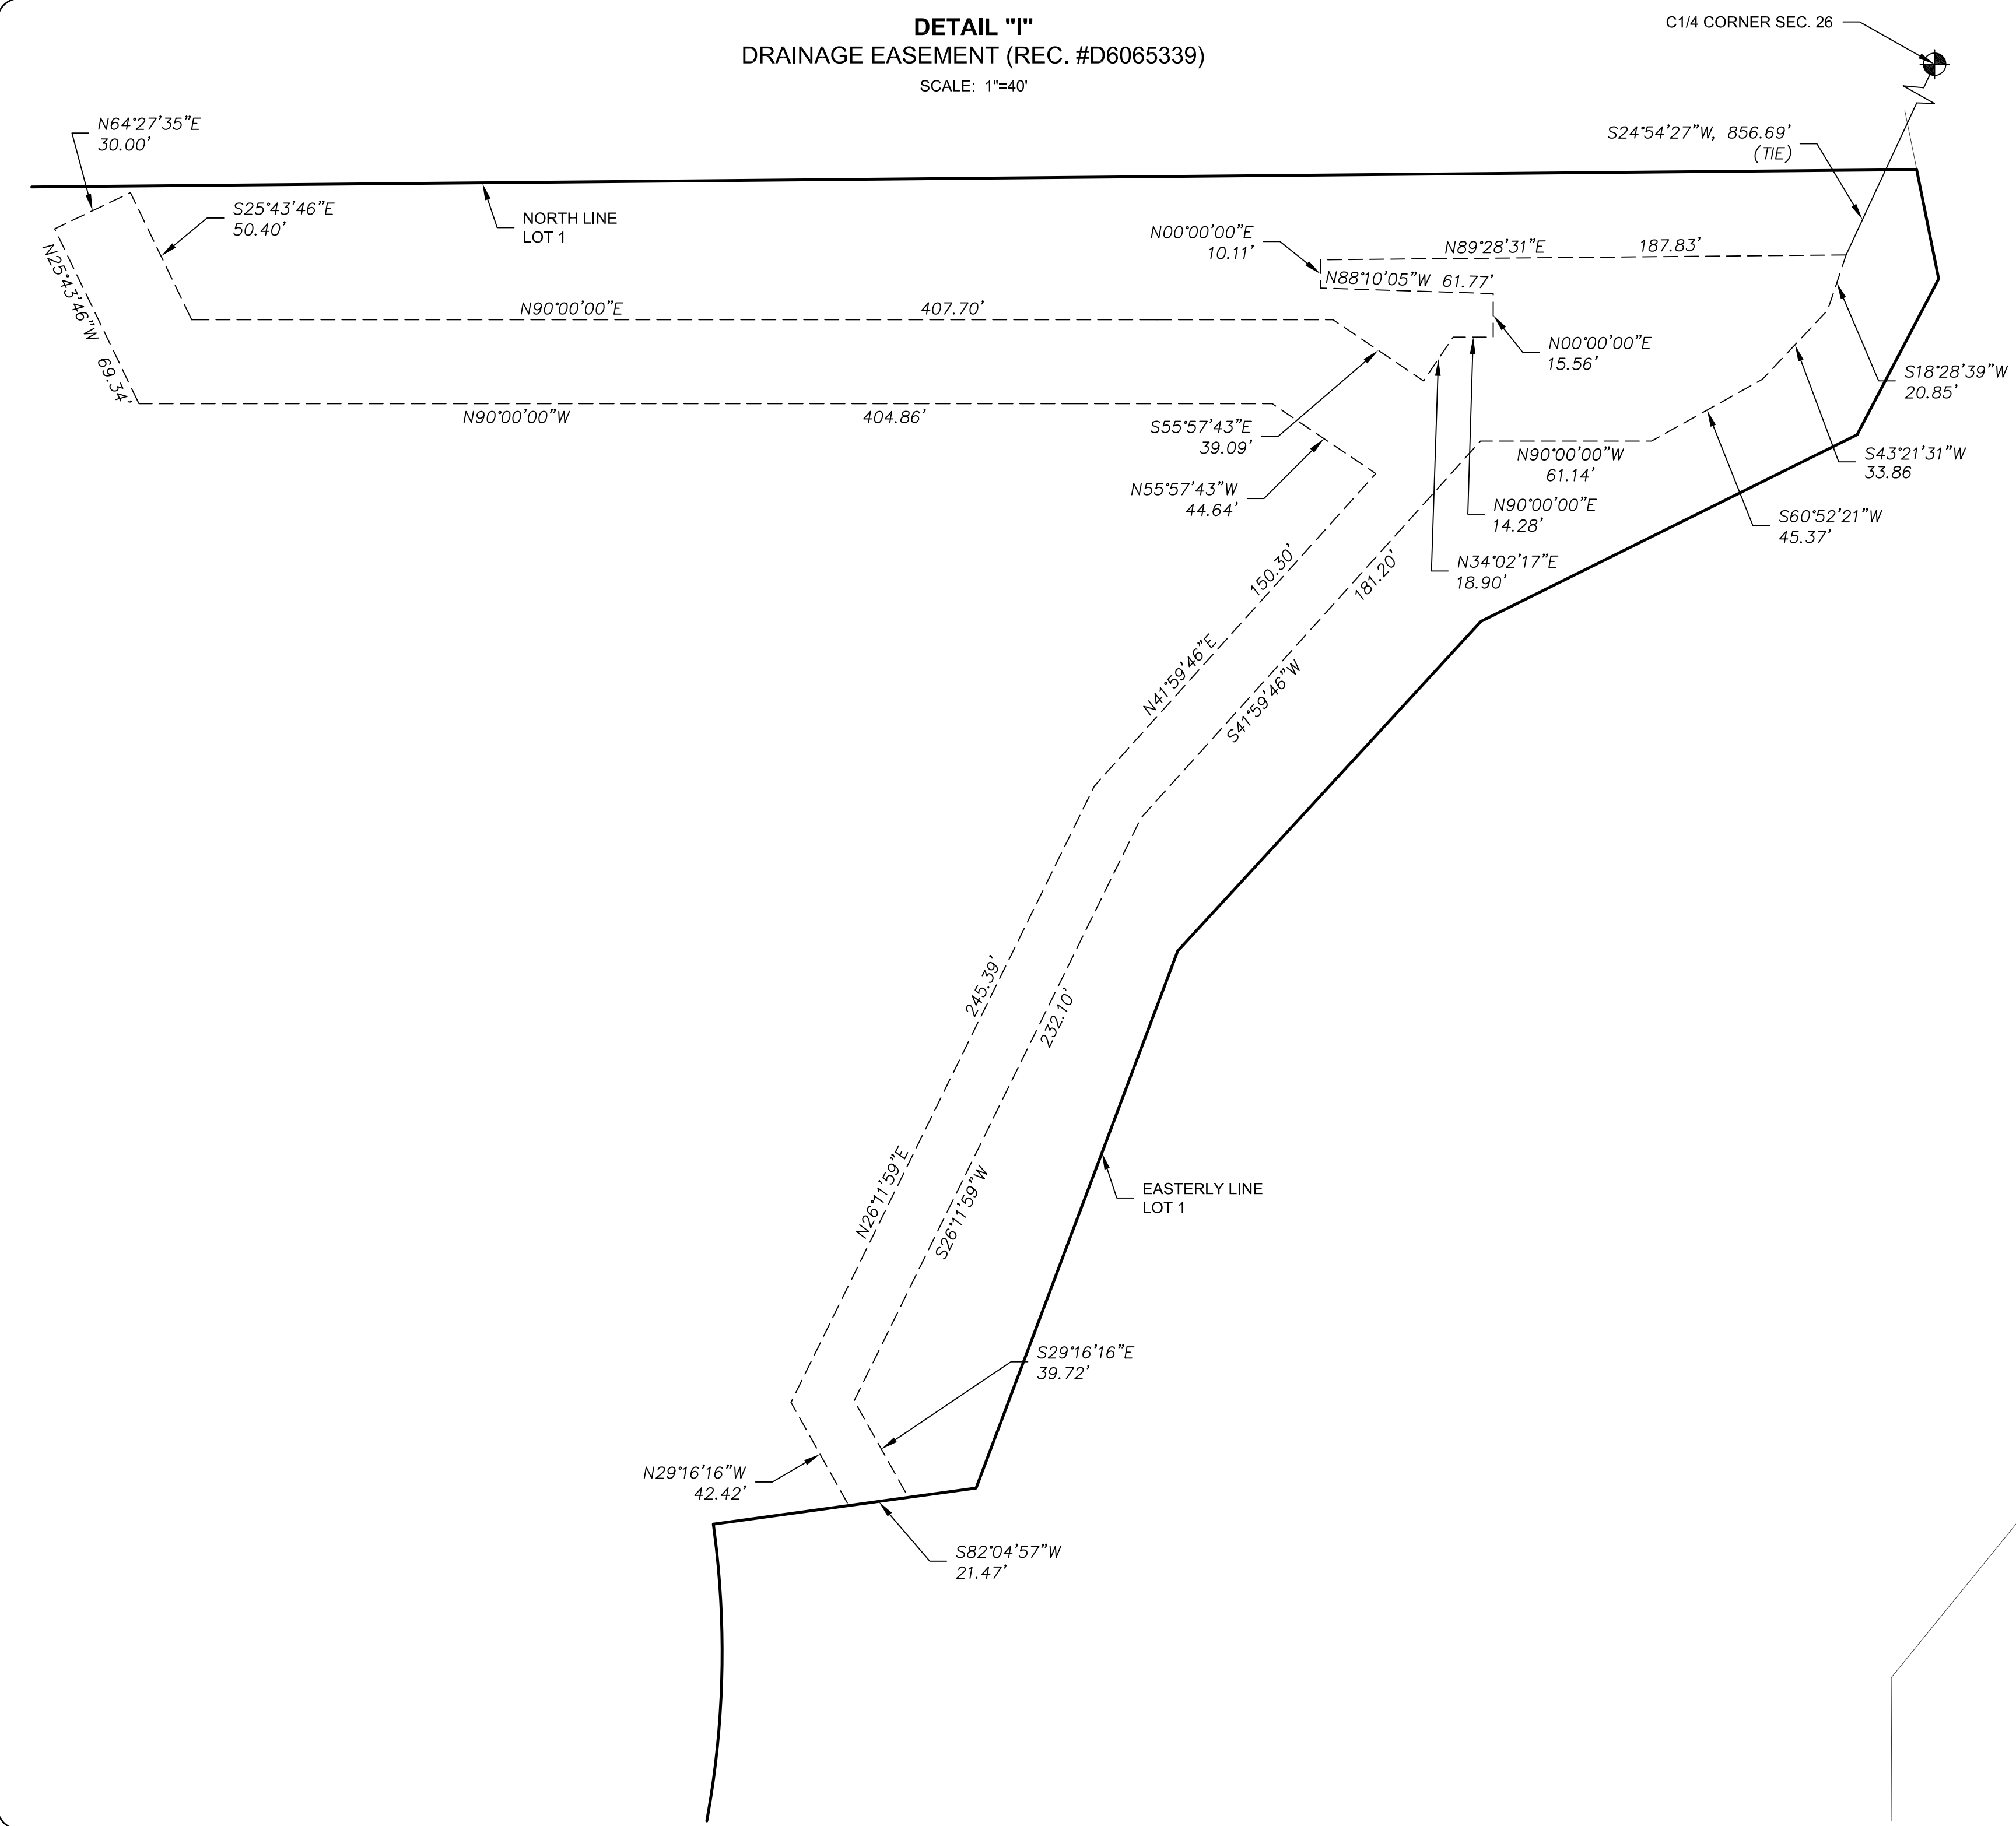 DETAIL "I"
DRAINAGE EASEMENT (REC. #D6065339)
SCALE: 1"=40'
C1/4 CORNER SEC. 26
N64°27'35"E
30.00'
S24°54'27"W, 856.69'
(TIE)
S25°43'46"E
50.40'
NORTH LINE
LOT 1
N00°00'00"E
10.11'
N89°28'31"E 187.83'
N25°43'46"W 69.34'
N88°10'05"W 61.77'
N90°00'00"E 407.70'
N00°00'00"E
15.56'
S18°28'39"W
20.85'
N90°00'00"W 404.86'
S55°57'43"E
39.09'
N90°00'00"W
61.14'
S43°21'31"W
33.86
N55°57'43"W
44.64'
N90°00'00"E
14.28'
S60°52'21"W
45.37'
N34°02'17"E
18.90'
N41°59'46"E 150.30'
S41°59'46"W 181.20'
N26°11'59"E 245.39'
S26°11'59"W 232.10'
EASTERLY LINE
LOT 1
S29°16'16"E
39.72'
N29°16'16"W
42.42'
S82°04'57"W
21.47'